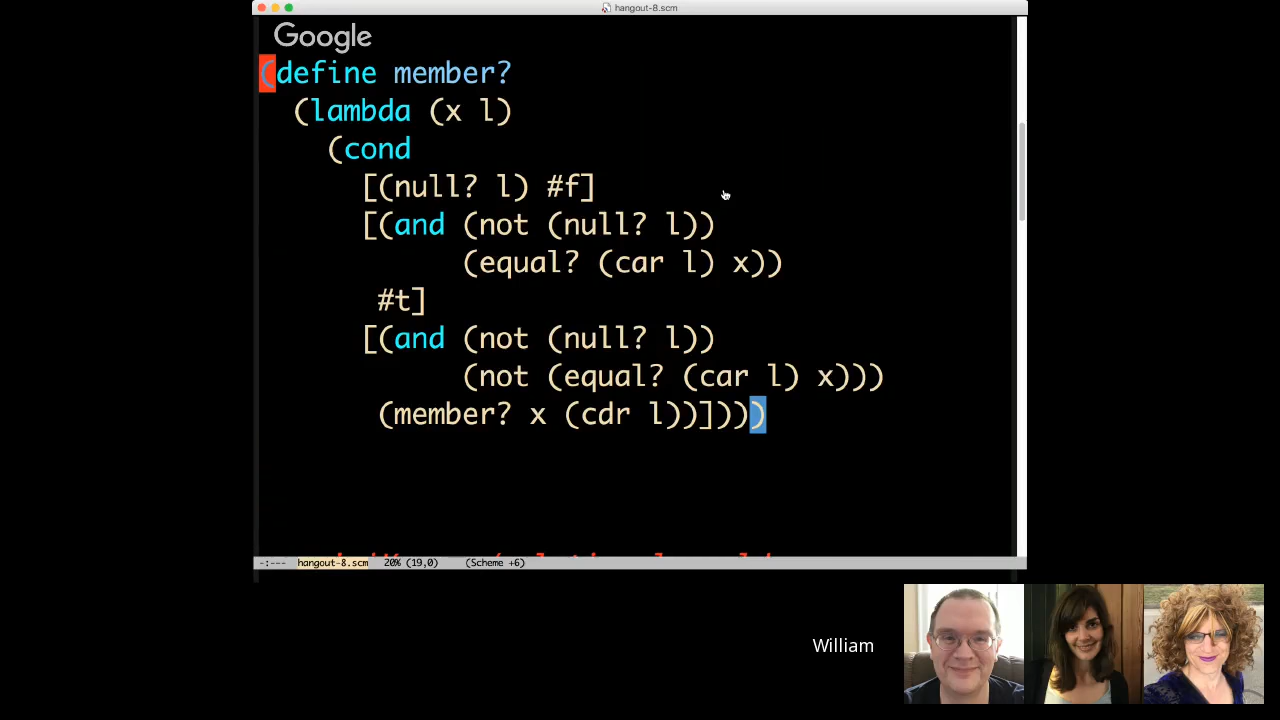 hangout-8.scm
Google
(define member?
(lambda (x l)
(cond
[(null? l) #f]
[(and (not (null? l))
(equal? (car l) x))
#t]
[(and (not (null? l))
(not (equal? (car l) x)))
(member? x (cdr l))])))
-:--- hangout-8.scm 20% (19,0) (Scheme +6)
William